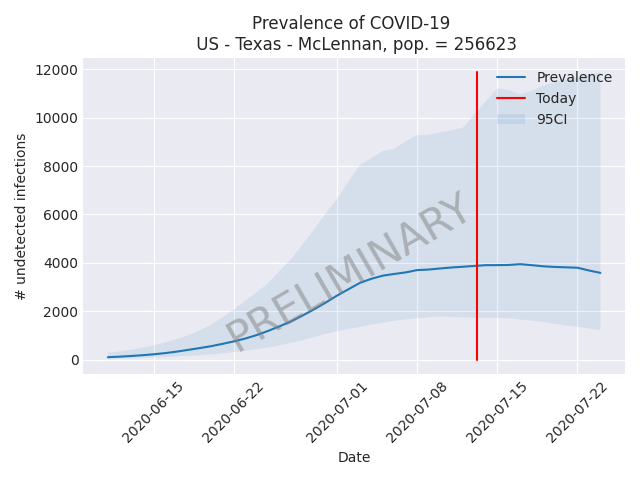 Prevalence of COVID-19
US - Texas - McLennan, pop. = 256623
12000
10000
8000
6000
4000
2000
0
# undetected infections
Prevalence
Today
95CI
PRELIMINARY
2020-06-15
2020-06-22
2020-07-01
2020-07-08
2020-07-15
2020-07-22
Date